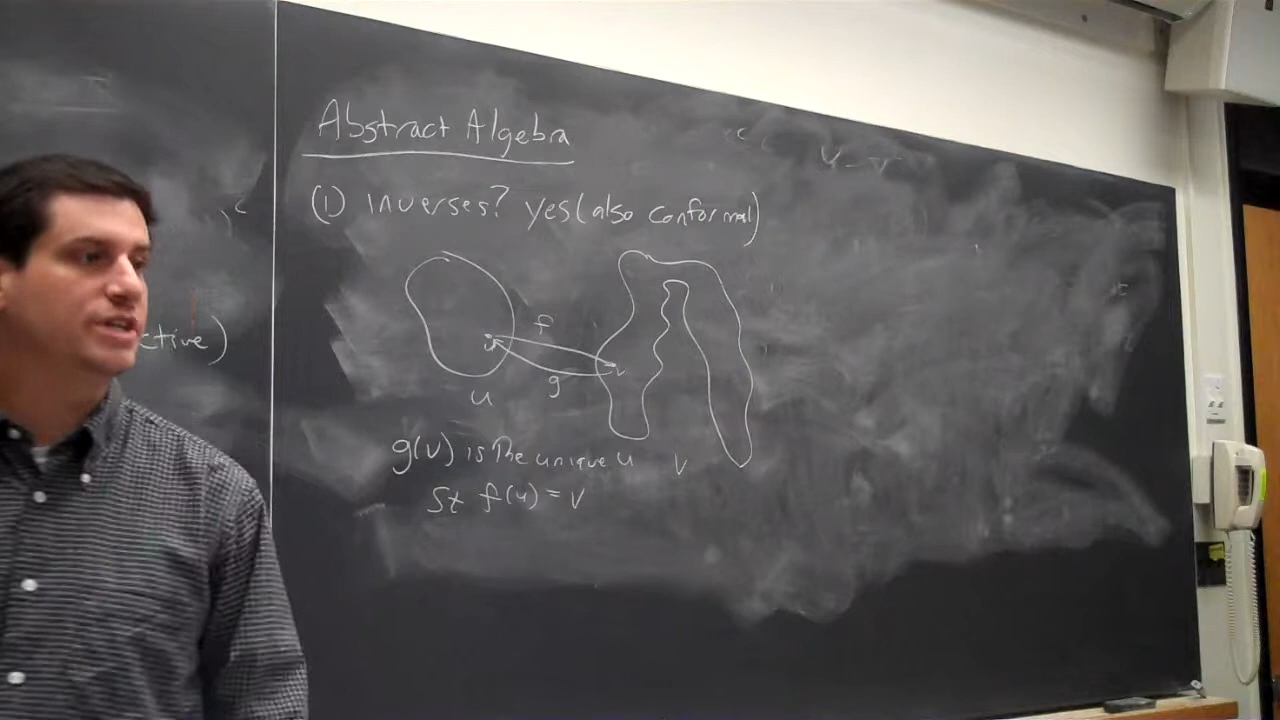 Abstract Algebra
(1) inverses? yes (also conformal)
ctive)
f
u
v
g
U
g(v) is the unique u
V
st f(u) = v